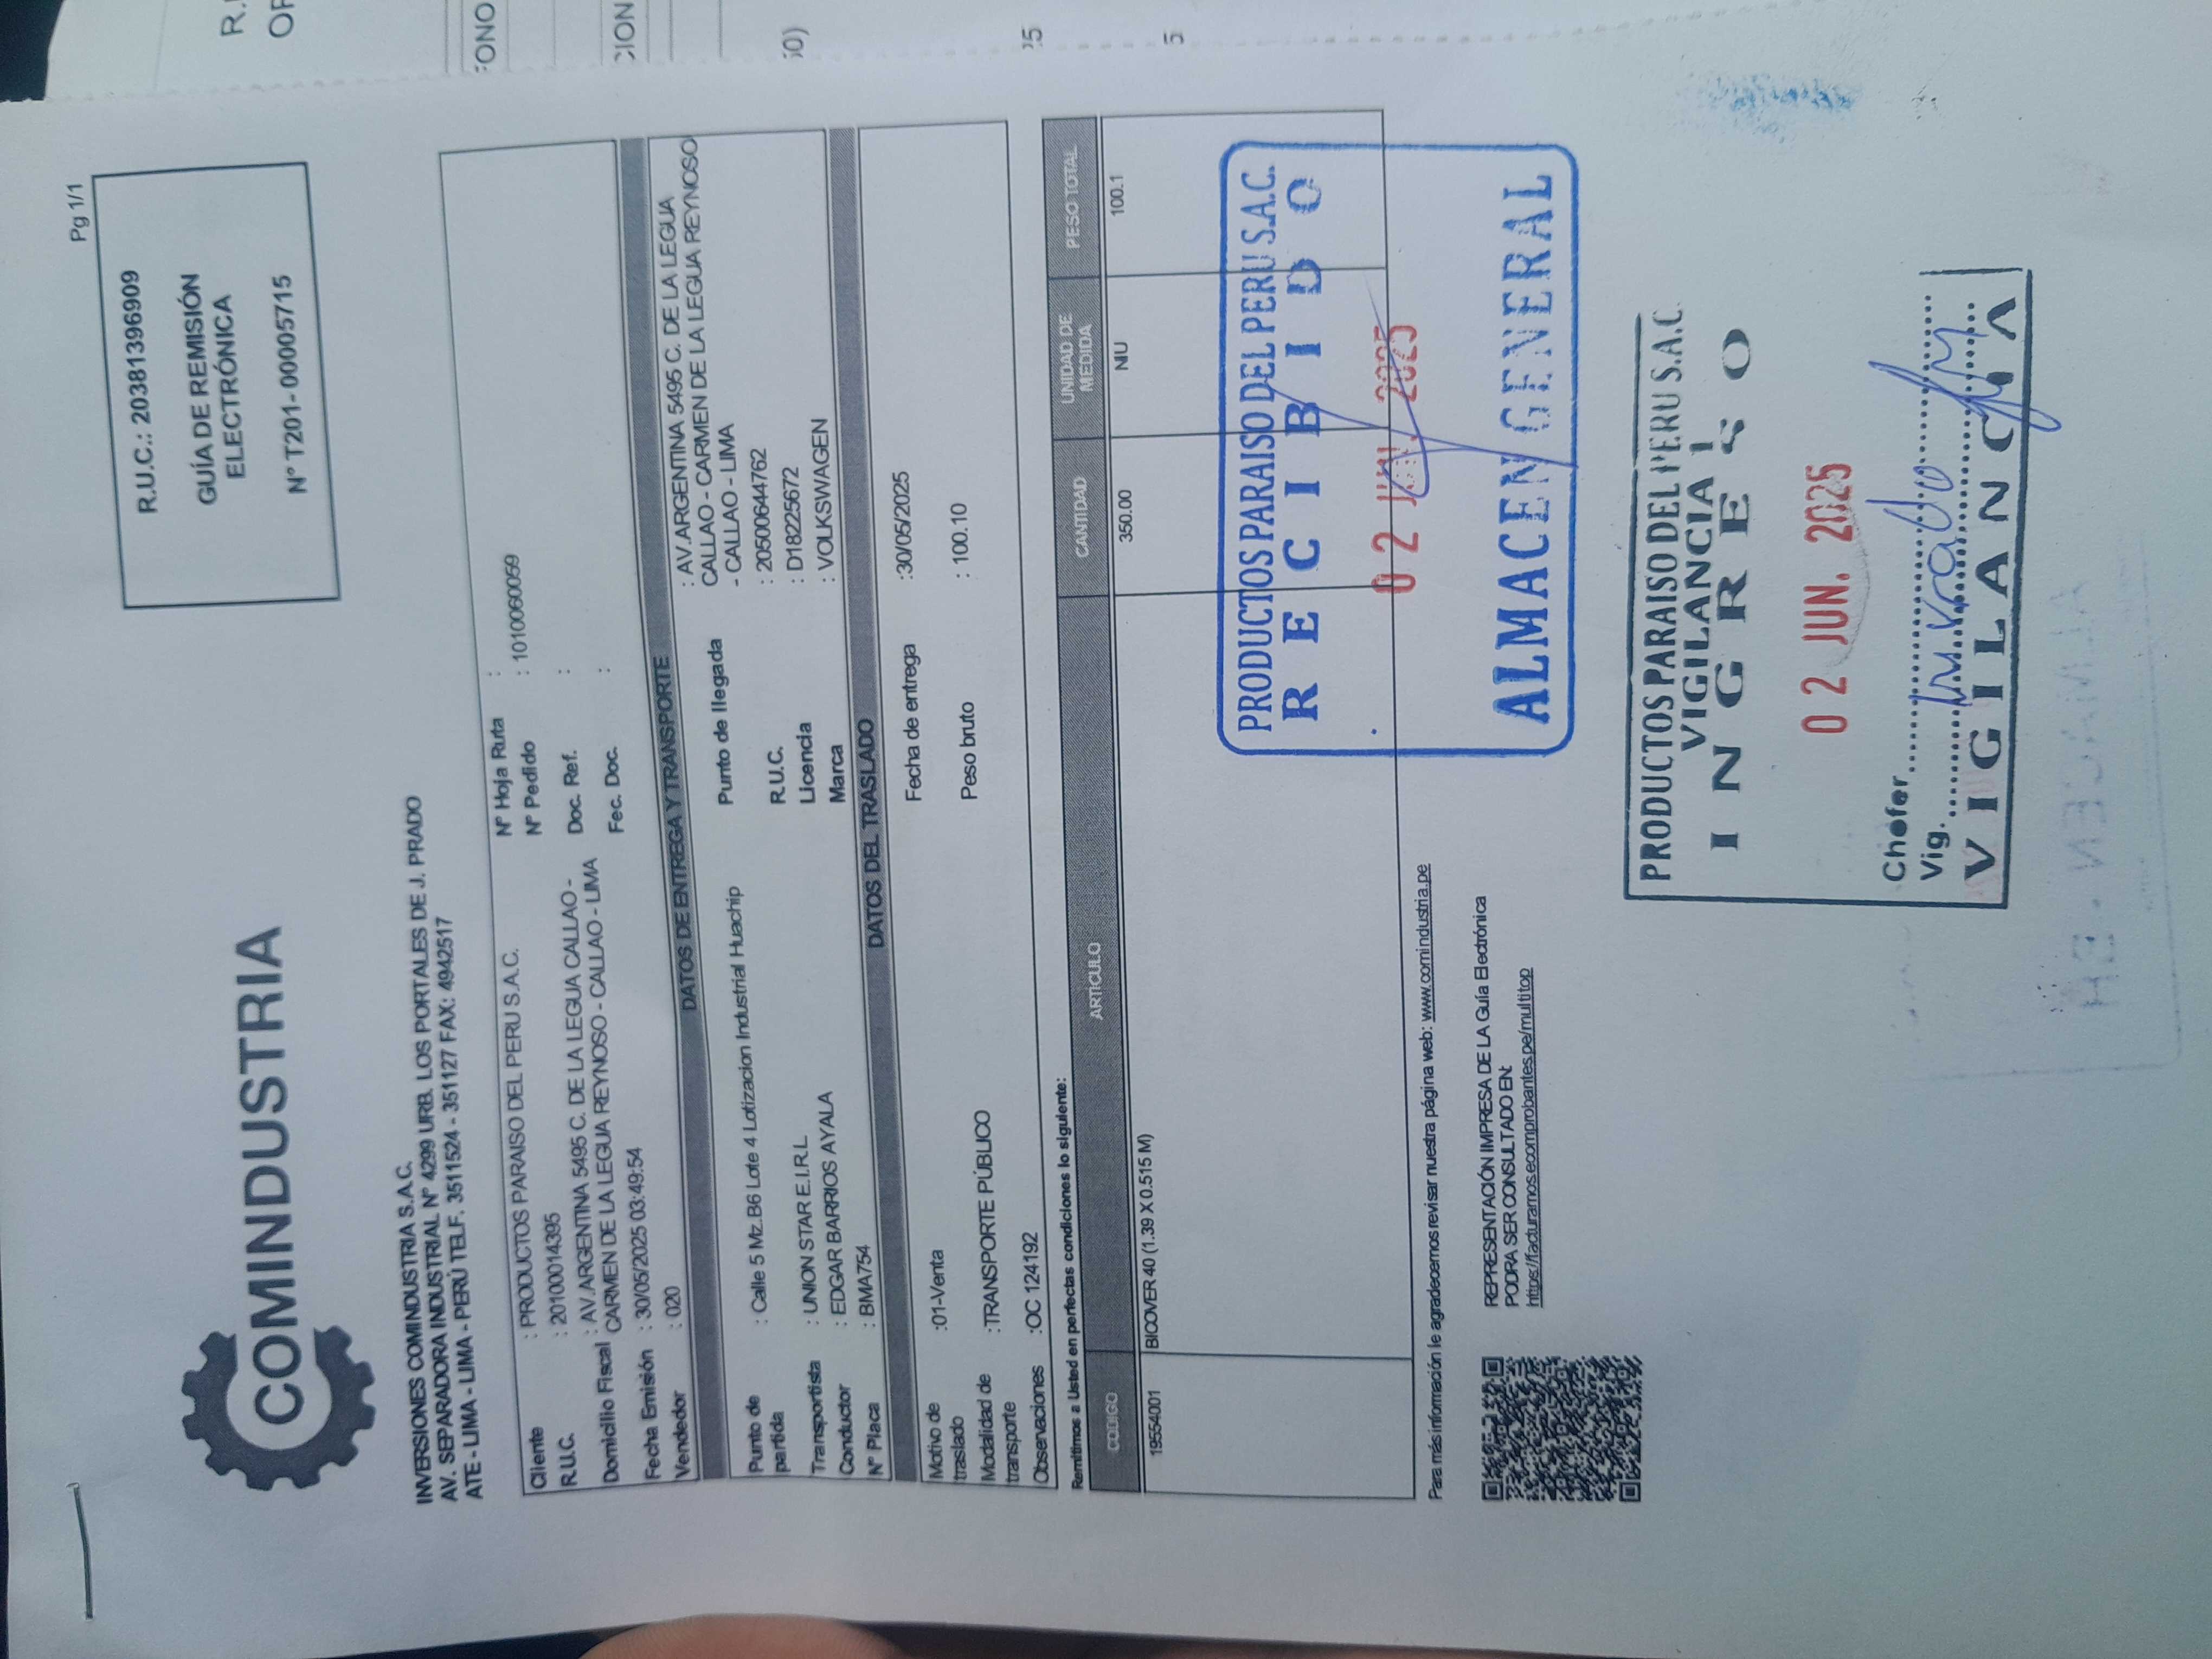 Pg 1/1
COMINDUSTRIA
R.U.C.: 20381396909
GUÍA DE REMISIÓN
ELECTRÓNICA
N° T201- 00005715
INVERSIONES COMINDUSTRIA S.A.C.
AV. SEPARADORA INDUSTRIAL N° 4299 URB. LOS PORTALES DE J. PRADO
ATE - LIMA - LIMA - PERÚ TELF. 3511524 - 351127 FAX: 4942517
Cliente : PRODUCTOS PARAISO DEL PERU S.A.C. N° Hoja Ruta :
R.U.C. : 20100014395 N° Pedido : 1010060059
Domicilio Fiscal : AV.ARGENTINA 5495 C. DE LA LEGUA CALLAO - Doc. Ref. :
CARMEN DE LA LEGUA REYNOSO - CALLAO - LIMA Fec. Doc. :
Fecha Emisión : 30/05/2025 03:49:54
Vendedor : 020
DATOS DE ENTREGA Y TRANSPORTE
Punto de partida : Calle 5 Mz.B6 Lote 4 Lotizacion Industrial Huachip
Punto de llegada : AV.ARGENTINA 5495 C. DE LA LEGUA
CALLAO - CARMEN DE LA LEGUA REYNOSO
- CALLAO - LIMA
Transportista : UNION STAR E.I.R.L R.U.C. : 20500644762
Conductor : EDGAR BARRIOS AYALA Licencia : D18225672
N° Placa : BMA754 Marca : VOLKSWAGEN
DATOS DEL TRASLADO
Motivo de traslado :01-Venta Fecha de entrega :30/05/2025
Modalidad de transporte :TRANSPORTE PÚBLICO Peso bruto : 100.10
Observaciones :OC 124192
Remitimos a Usted en perfectas condiciones lo siguiente:
CODIGO ARTICULO CANTIDAD UNIDAD DE MEDIDA PESO TOTAL
19554001 BICOVER 40 (1.39 X 0.515 M) 350.00 NIU 100.1
PRODUCTOS PARAISO DEL PERU S.A.C.
RECIBIDO
02 JUN. 2025
ALMACEN GENERAL
Para más información le agradecemos revisar nuestra página web: www.comindustria.pe
REPRESENTACIÓN IMPRESA DE LA Guía Electrónica
PODRA SER CONSULTADO EN:
https://facturamos.ecomprobantes.pe/multitop
PRODUCTOS PARAISO DEL PERU S.A.C.
VIGILANCIA 1
INGRESO
02 JUN. 2025
Chofer
Vig.
VIGILANCIA